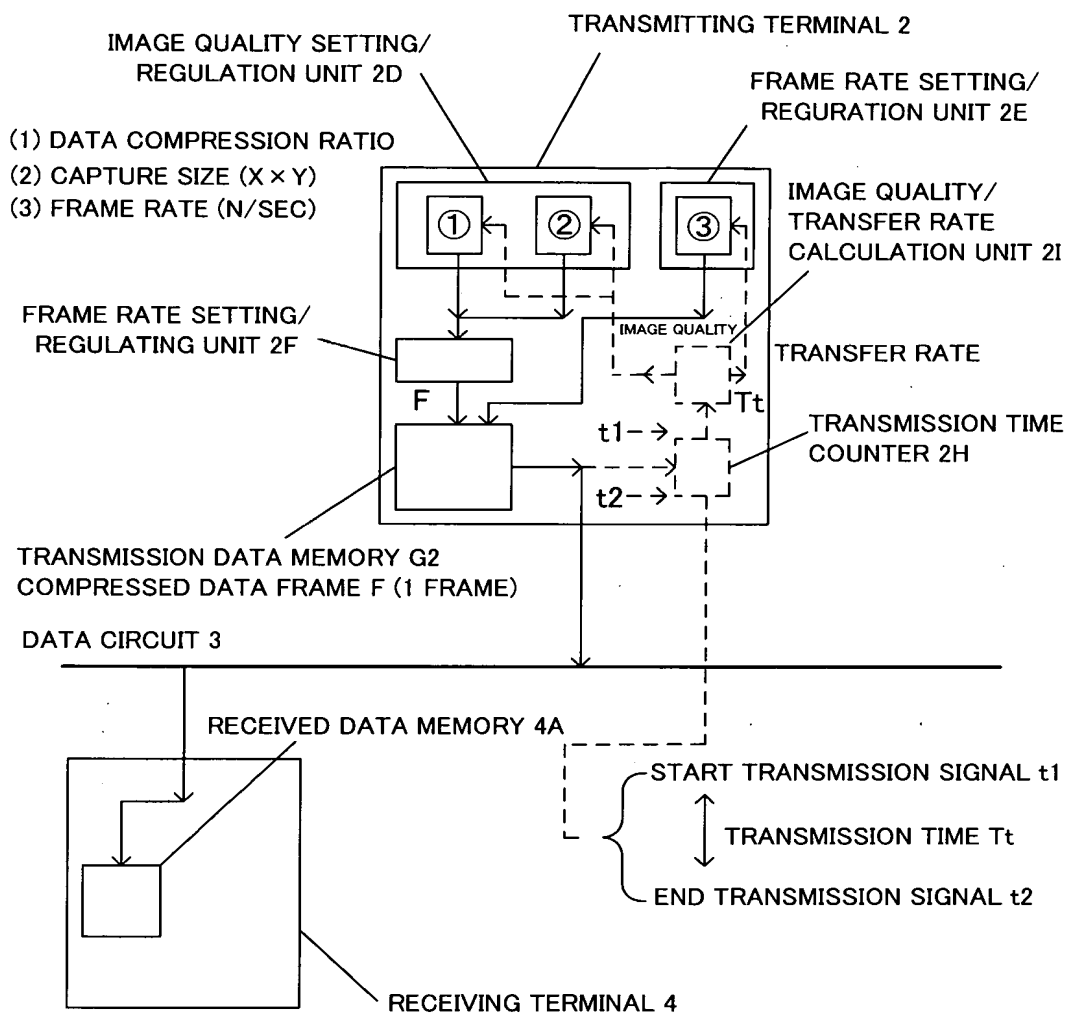 TRANSMITTING TERMINAL 2
IMAGE QUALITY SETTING/
REGULATION UNIT 2D
FRAME RATE SETTING/
REGURATION UNIT 2E
(1) DATA COMPRESSION RATIO
(2) CAPTURE SIZE (X × Y)
(3) FRAME RATE (N/SEC)
① ② ③
IMAGE QUALITY/
TRANSFER RATE
CALCULATION UNIT 2I
FRAME RATE SETTING/
REGULATING UNIT 2F
IMAGE QUALITY
TRANSFER RATE
F
Tt
t1
t2
TRANSMISSION TIME
COUNTER 2H
TRANSMISSION DATA MEMORY G2
COMPRESSED DATA FRAME F (1 FRAME)
DATA CIRCUIT 3
RECEIVED DATA MEMORY 4A
START TRANSMISSION SIGNAL t1
TRANSMISSION TIME Tt
END TRANSMISSION SIGNAL t2
RECEIVING TERMINAL 4